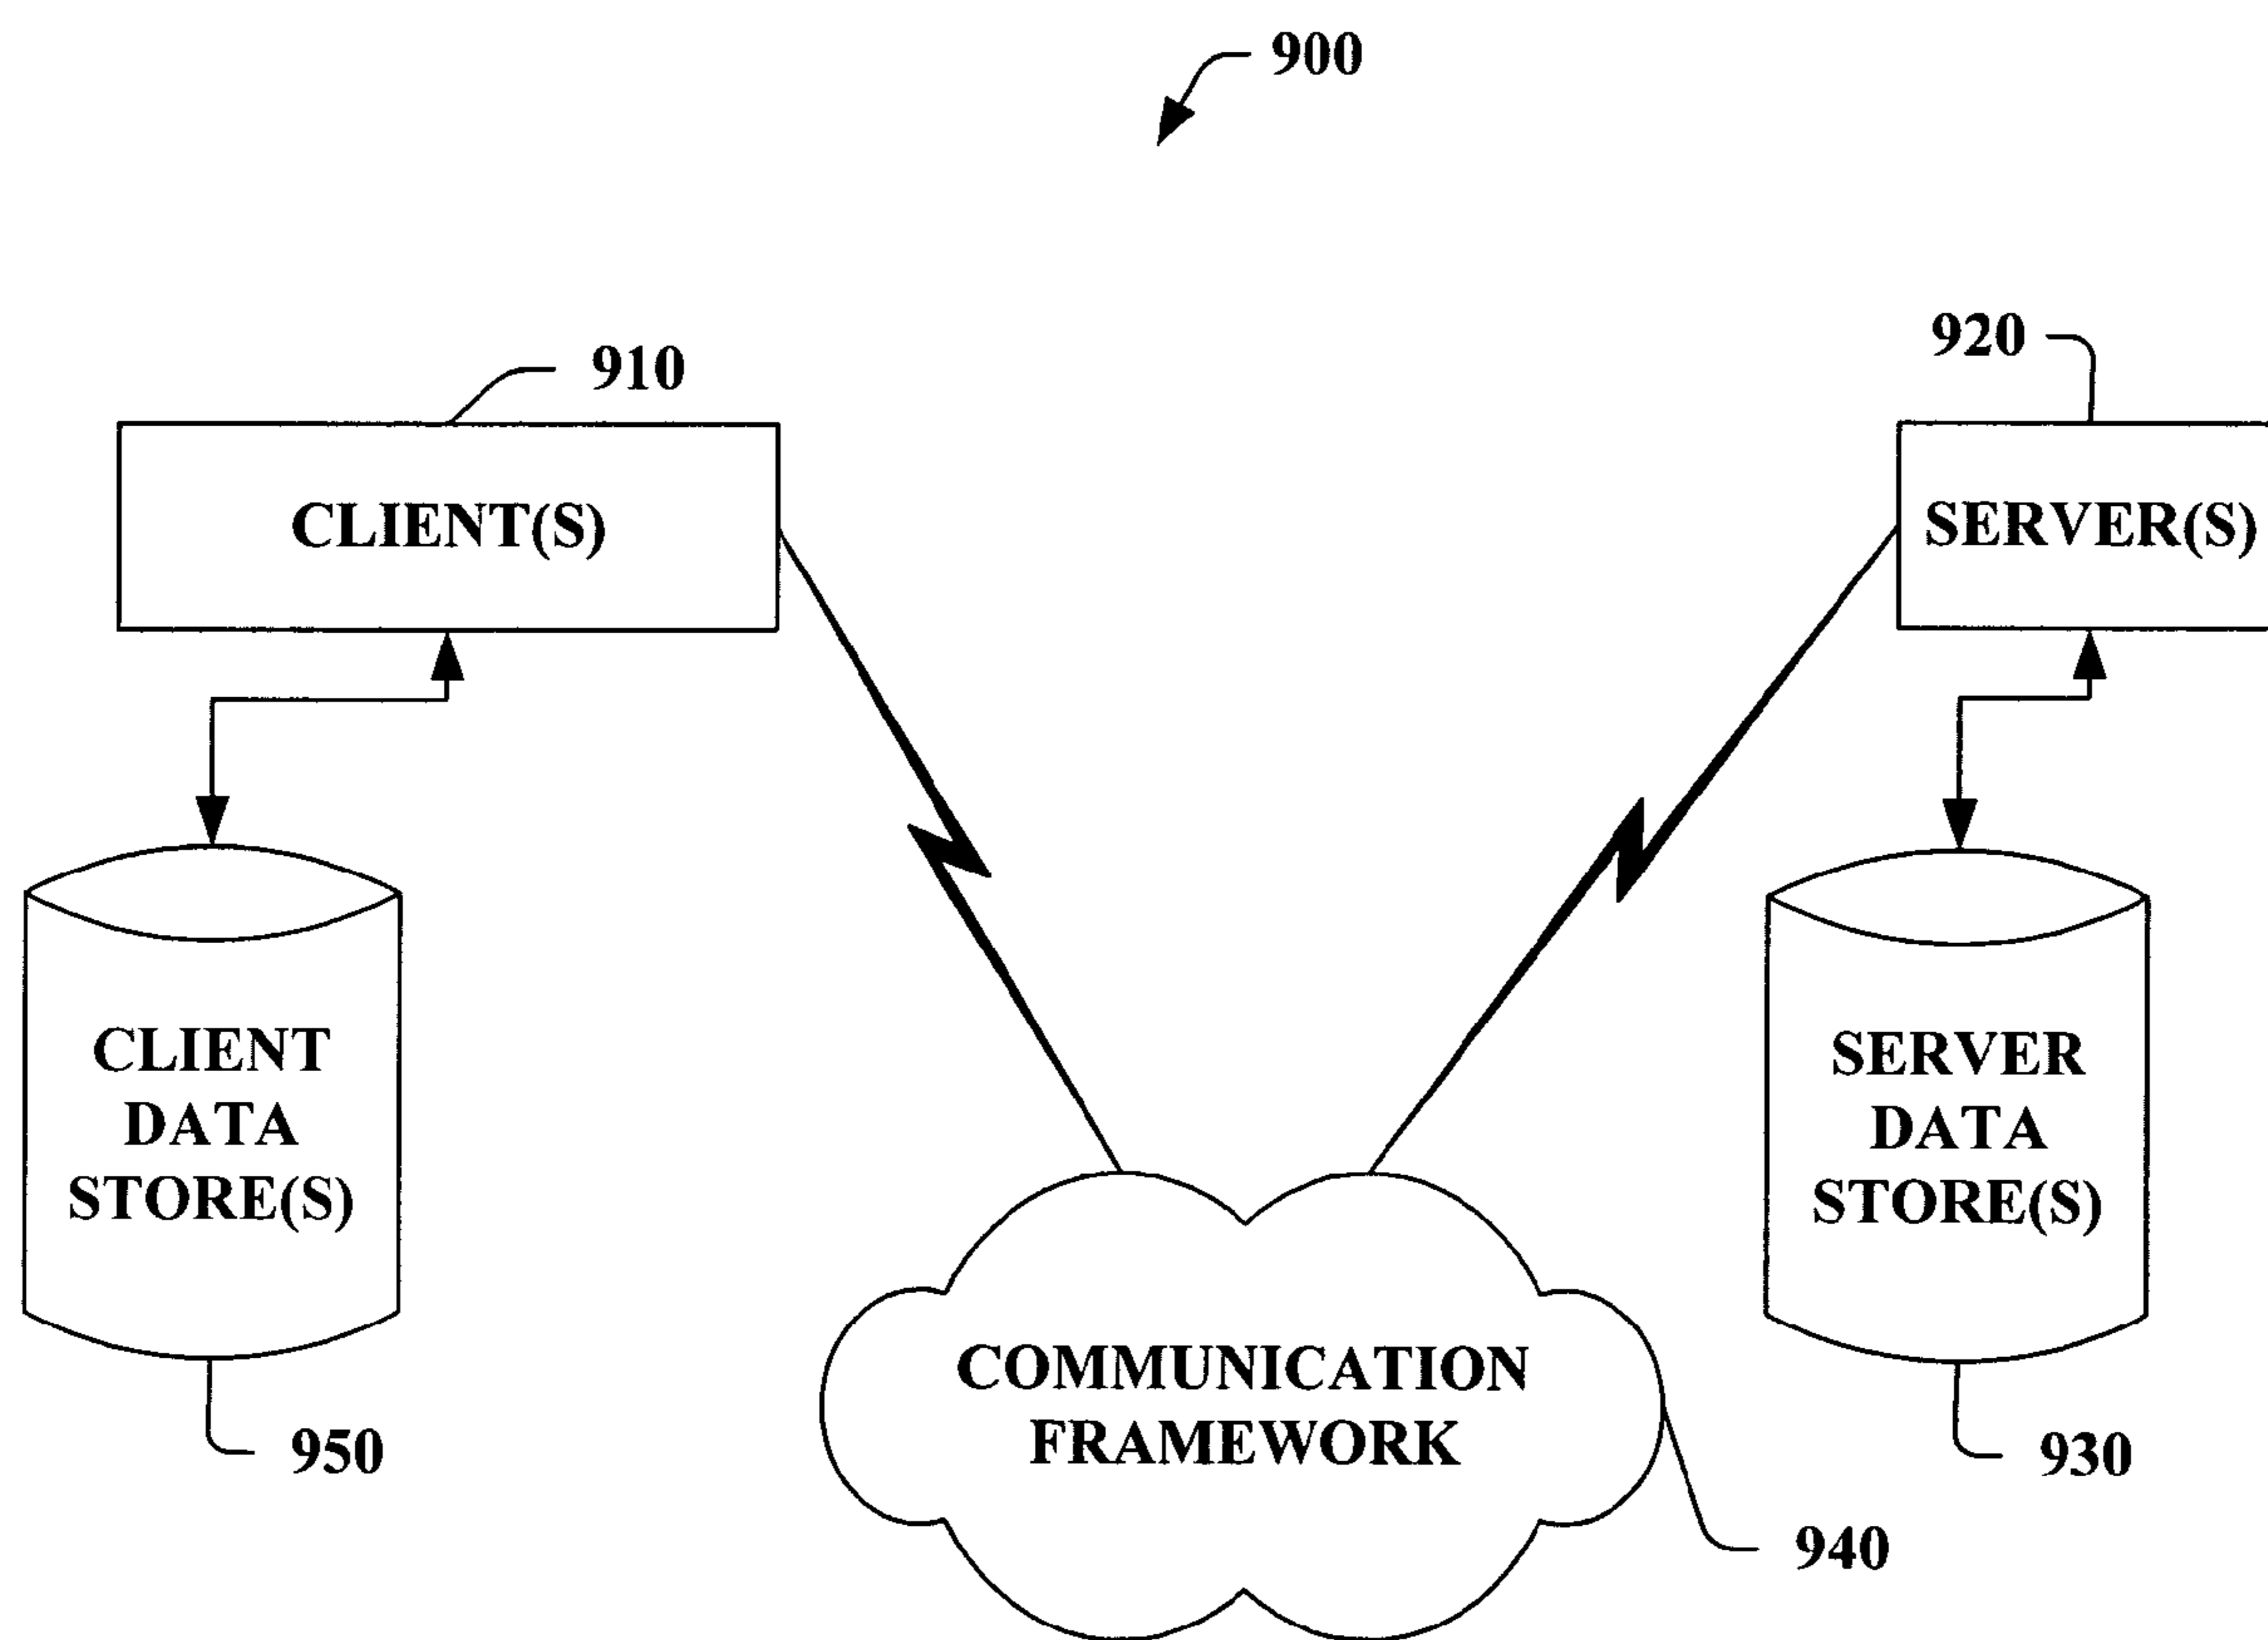 900
910
920
CLIENT(S)
SERVER(S)
CLIENT
DATA
STORE(S)
SERVER
DATA
STORE(S)
COMMUNICATION
FRAMEWORK
950
930
940